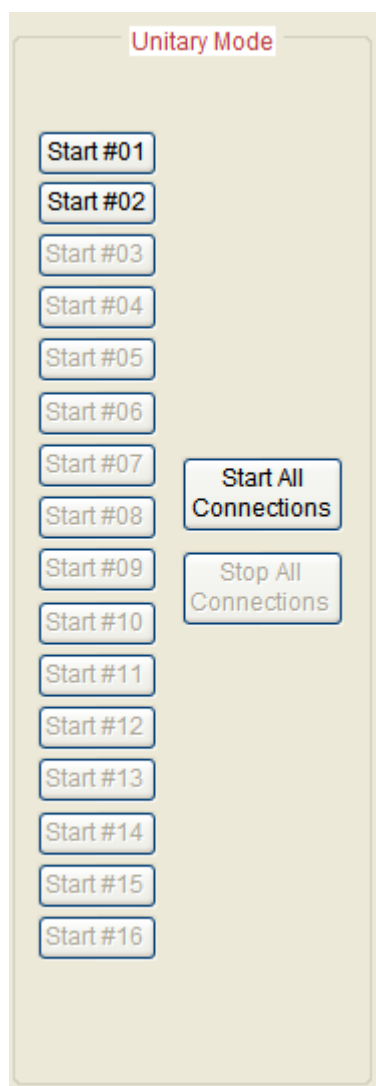 Unitary Mode
Start #01
Start #02
Start #03
Start #04
Start #05
Start #06
Start #07
Start #08
Start #09
Start #10
Start #11
Start #12
Start #13
Start #14
Start #15
Start #16
Start All
Connections
Stop All
Connections